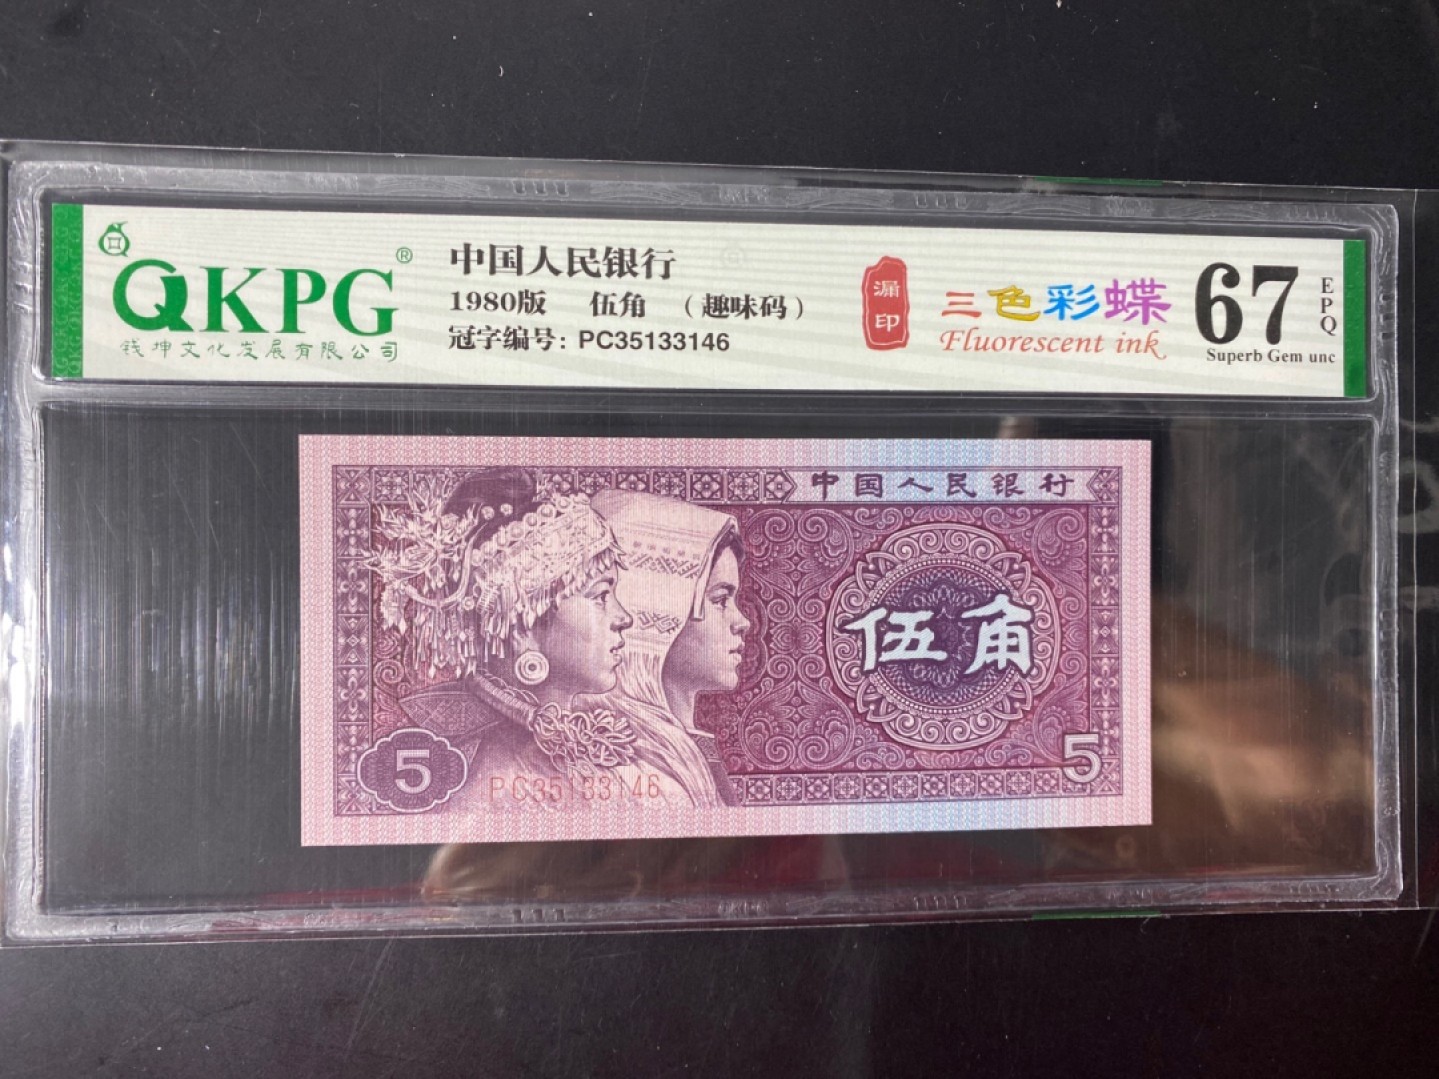 QKPG®
钱坤文化发展有限公司
中国人民银行
1980版 伍角 (趣味码)
冠字编号: PC35133146
漏印
三色彩蝶
Fluorescent ink
67 EPQ
Superb Gem unc
中国人民银行
伍角
5
PC35133146
5